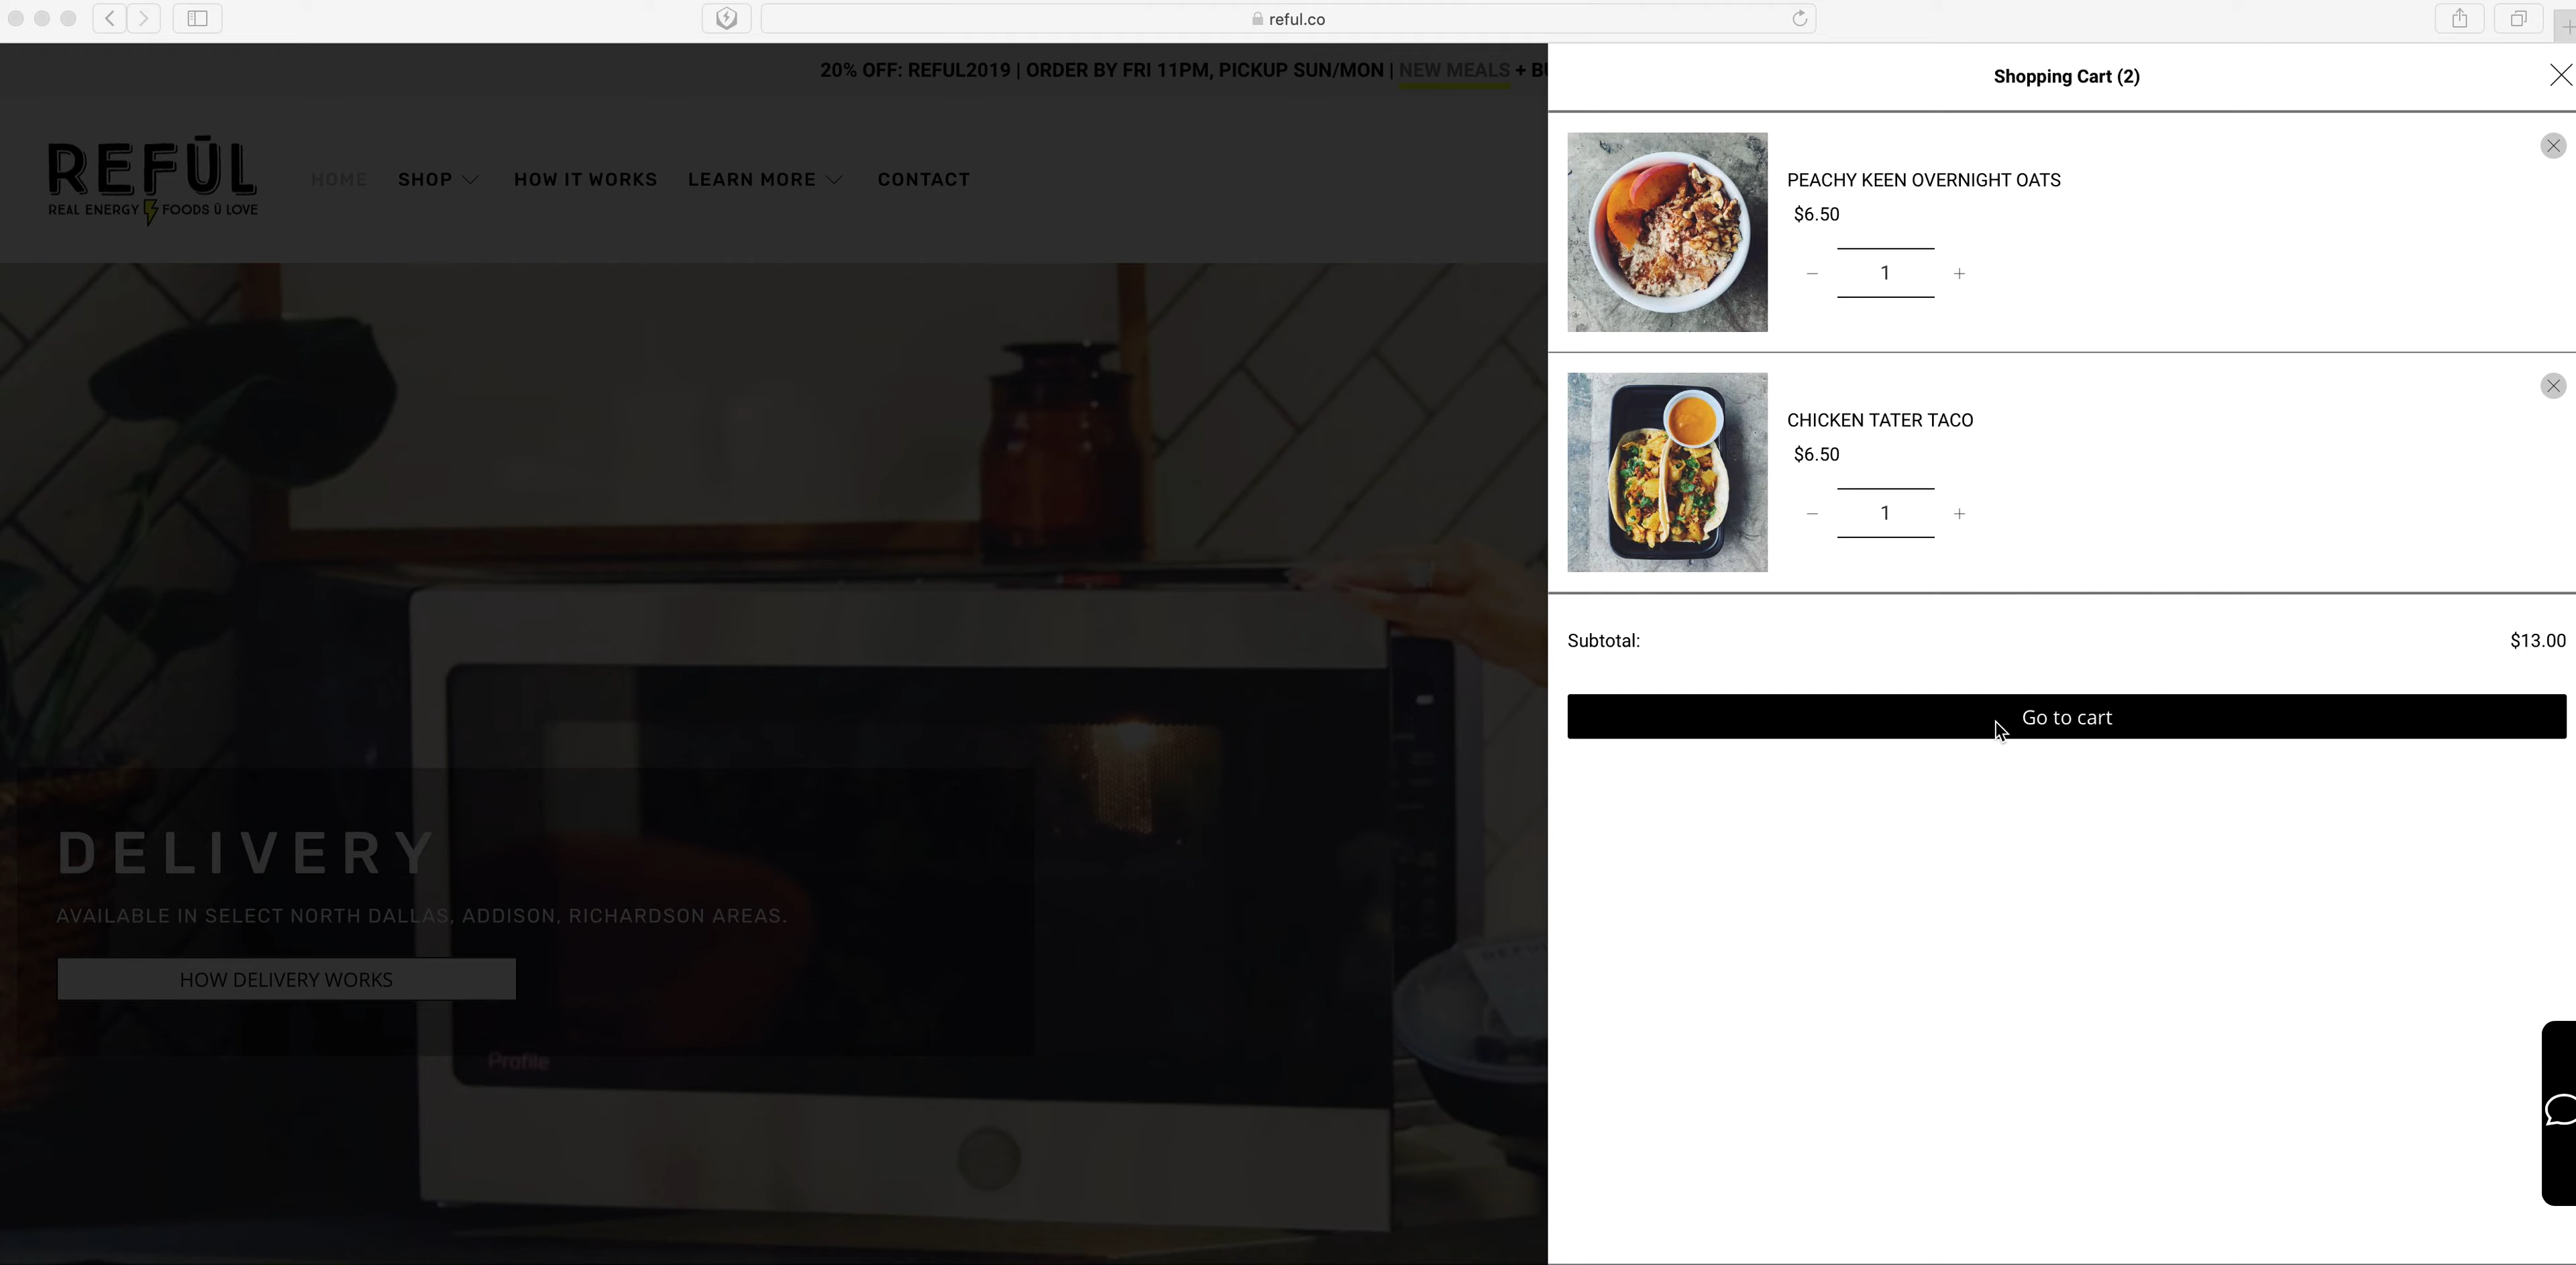 reful.co
20% OFF: REFUL2019 | ORDER BY FRI 11PM, PICKUP SUN/MON | NEW MEALS +
Shopping Cart (2)
REFŪL
REAL ENERGY FOODS Ū LOVE
HOME
SHOP
HOW IT WORKS
LEARN MORE
CONTACT
PEACHY KEEN OVERNIGHT OATS
$6.50
− 1 +
CHICKEN TATER TACO
$6.50
− 1 +
Subtotal: $13.00
Go to cart
DELIVERY
AVAILABLE IN SELECT NORTH DALLAS, ADDISON, RICHARDSON AREAS.
HOW DELIVERY WORKS
Profile